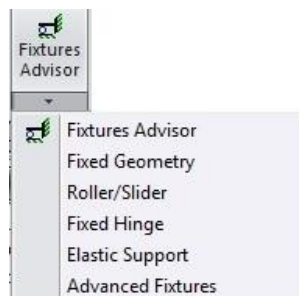 Fixtures
Advisor
Fixtures Advisor
Fixed Geometry
Roller/Slider
Fixed Hinge
Elastic Support
Advanced Fixtures